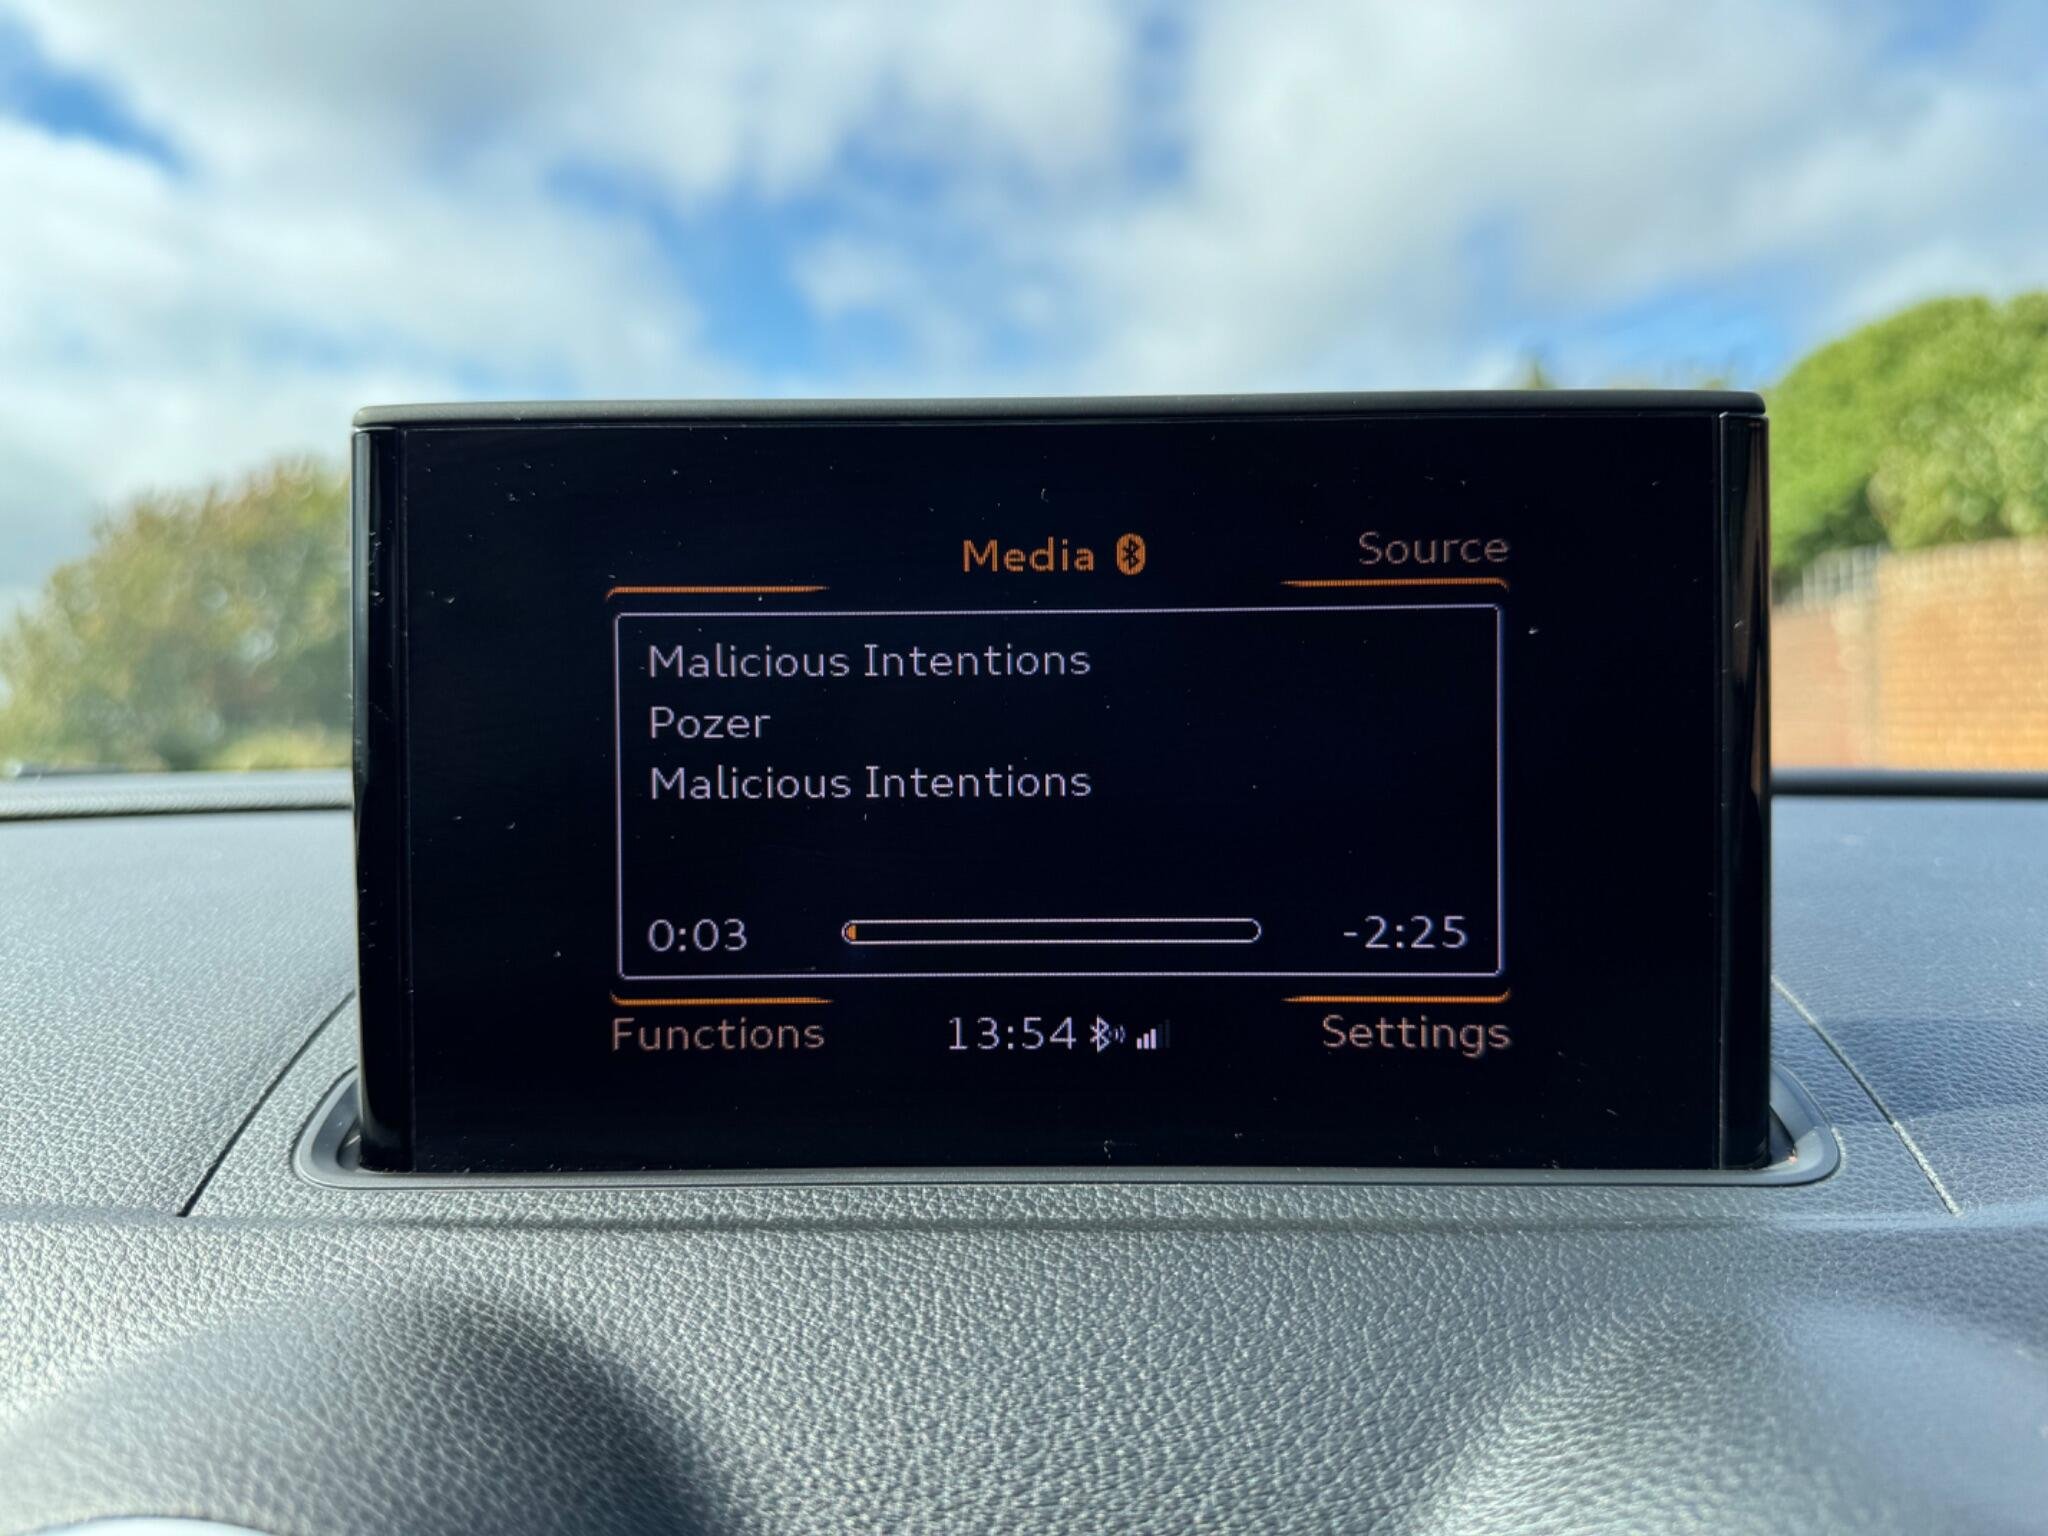 Media
Source
Malicious Intentions
Pozer
Malicious Intentions
0:03
-2:25
Functions
13:54
Settings